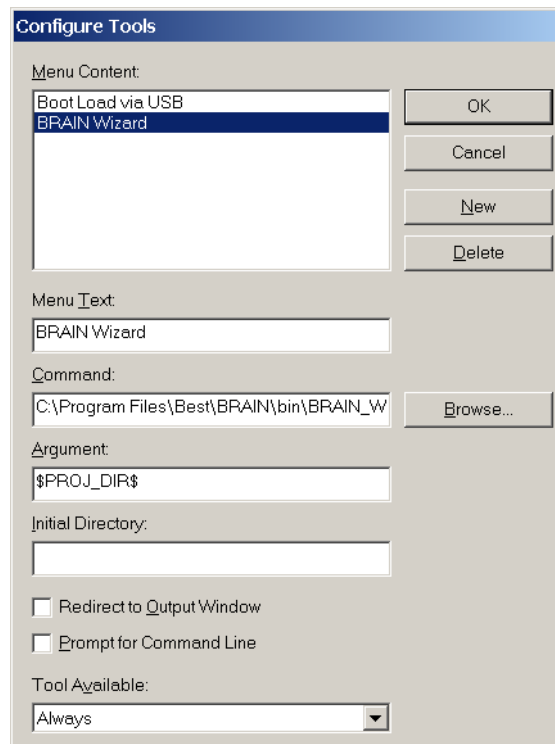 Configure Tools
Menu Content:
Boot Load via USB
BRAIN Wizard
OK
Cancel
New
Delete
Menu Text:
BRAIN Wizard
Command:
C:\Program Files\Best\BRAIN\bin\BRAIN_W
Browse...
Argument:
$PROJ_DIR$
Initial Directory:
Redirect to Output Window
Prompt for Command Line
Tool Available:
Always